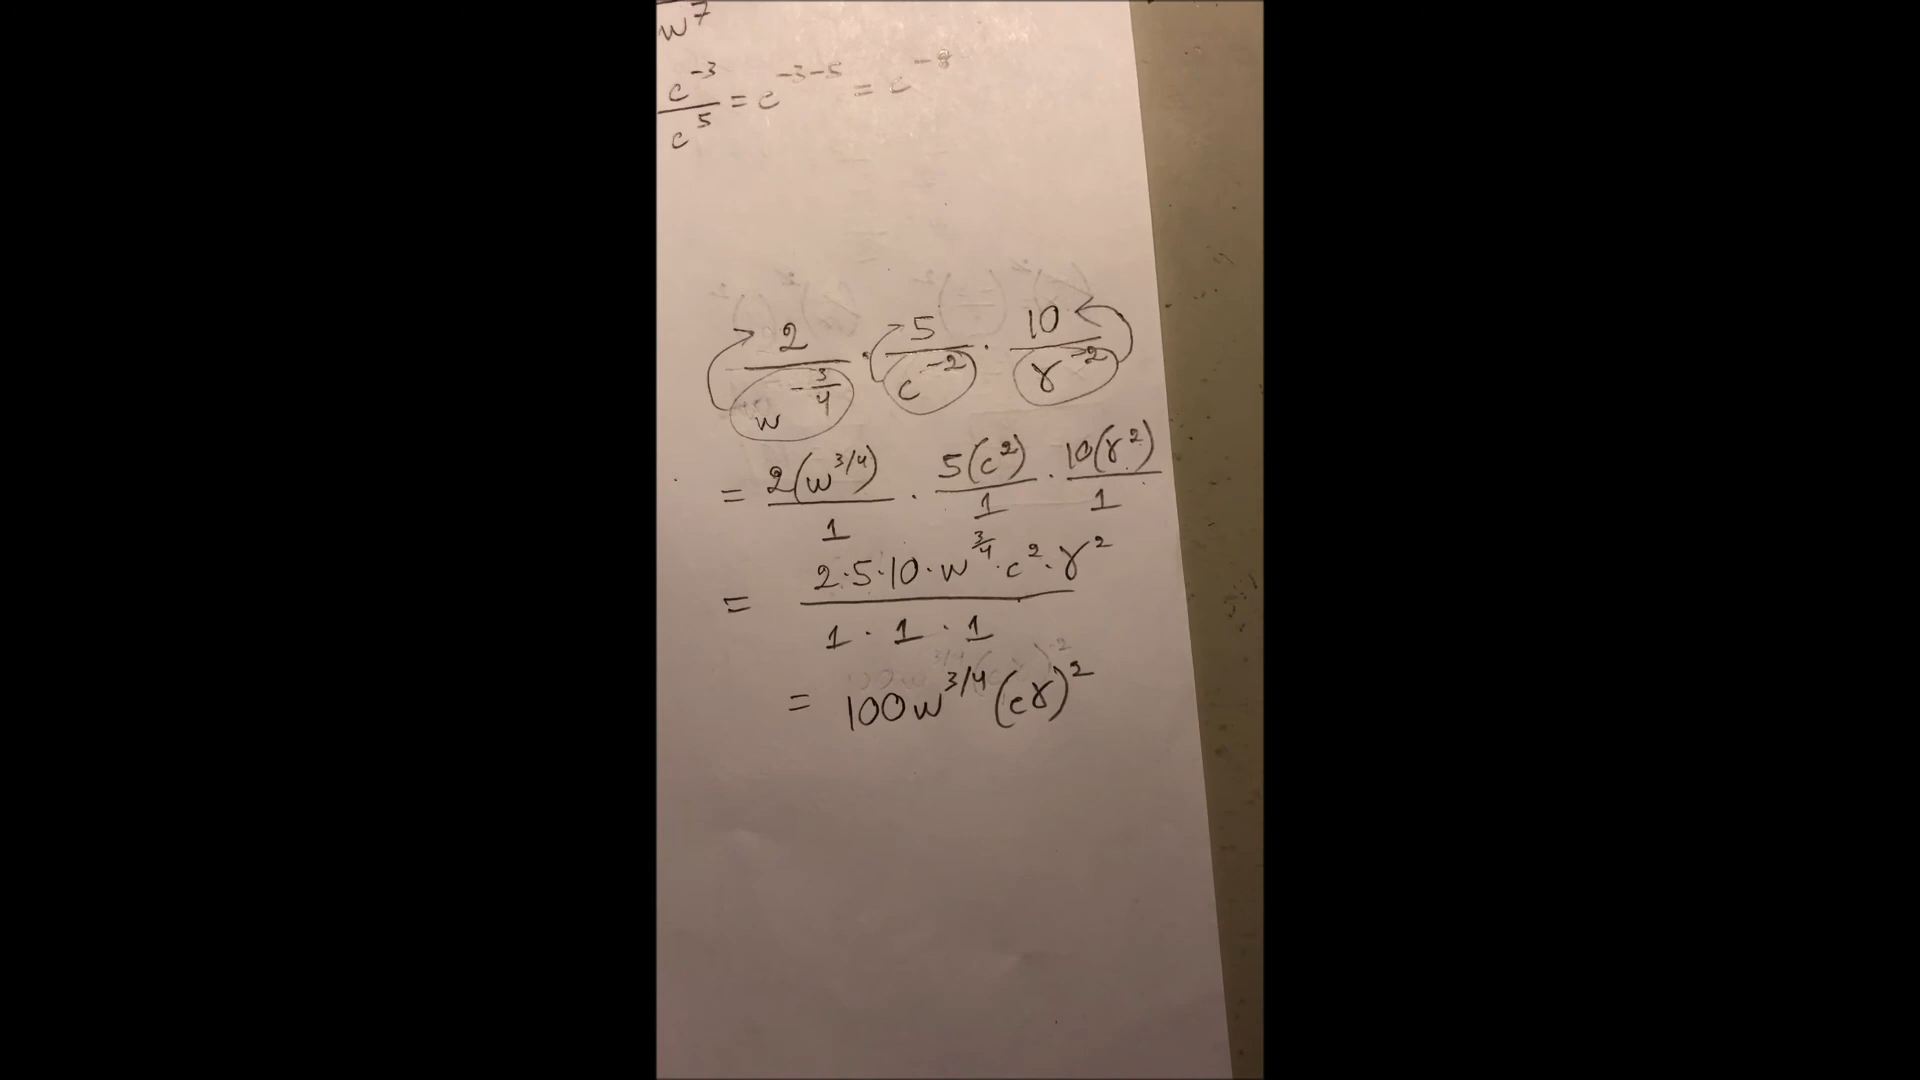 w^7
c^-3/c^5 = c^-3-5 = c^-8
2/w^-3/4 · 5/c^-2 · 10/γ^-2
= 2(w^3/4)/1 · 5(c^2)/1 · 10(γ^2)/1
= 2·5·10·w^3/4·c^2·γ^2/1·1·1
= 100w^3/4(cγ)^2